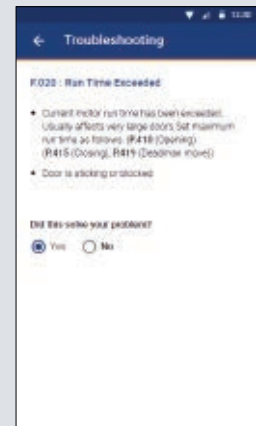 Troubleshooting
F.020 : Run Time Exceeded
• Current motor run time has been exceeded.
Usually affects very large doors. Set maximum
run time as follows: (P.410 (Opening)
(P.415 (Closing), P.419 (Deadman move))
• Door is sticking or blocked
Did this solve your problem?
Yes No